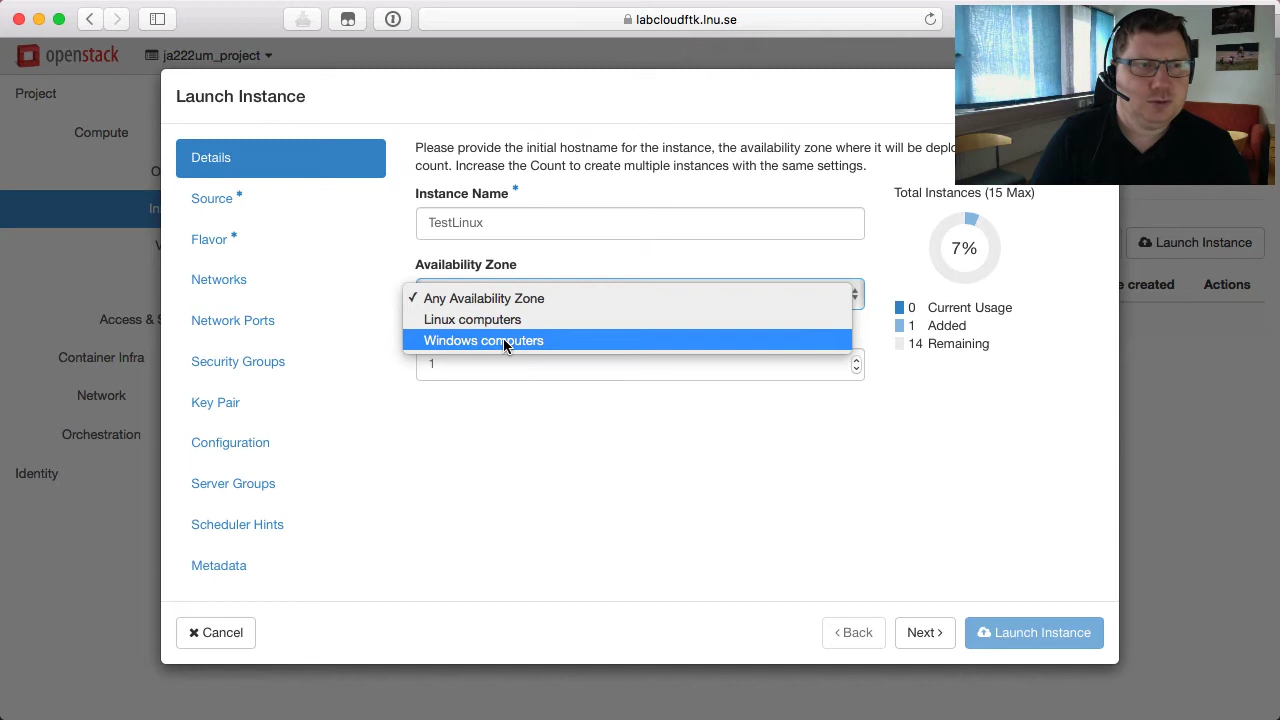 labcloudftk.lnu.se
openstack
ja222um_project
Project
Compute
O
In
V
Access & S
Container Infra
Network
Orchestration
Identity
Launch Instance
Details
Source *
Flavor *
Networks
Network Ports
Security Groups
Key Pair
Configuration
Server Groups
Scheduler Hints
Metadata
Please provide the initial hostname for the instance, the availability zone where it will be deplo
count. Increase the Count to create multiple instances with the same settings.
Instance Name *
TestLinux
Availability Zone
✓ Any Availability Zone
Linux computers
Windows computers
1
Total Instances (15 Max)
7%
0 Current Usage
1 Added
14 Remaining
Launch Instance
e created Actions
✖ Cancel
‹ Back
Next ›
Launch Instance